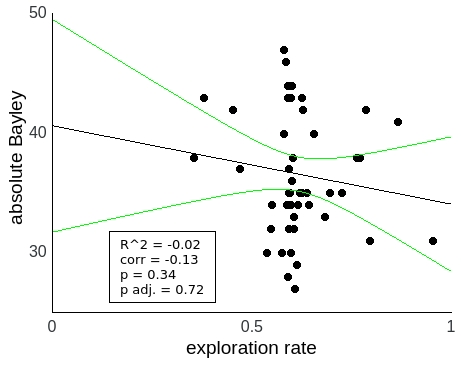 50
40
30
absolute Bayley
R^2 = -0.02
corr = -0.13
p = 0.34
p adj. = 0.72
0
0.5
1
exploration rate